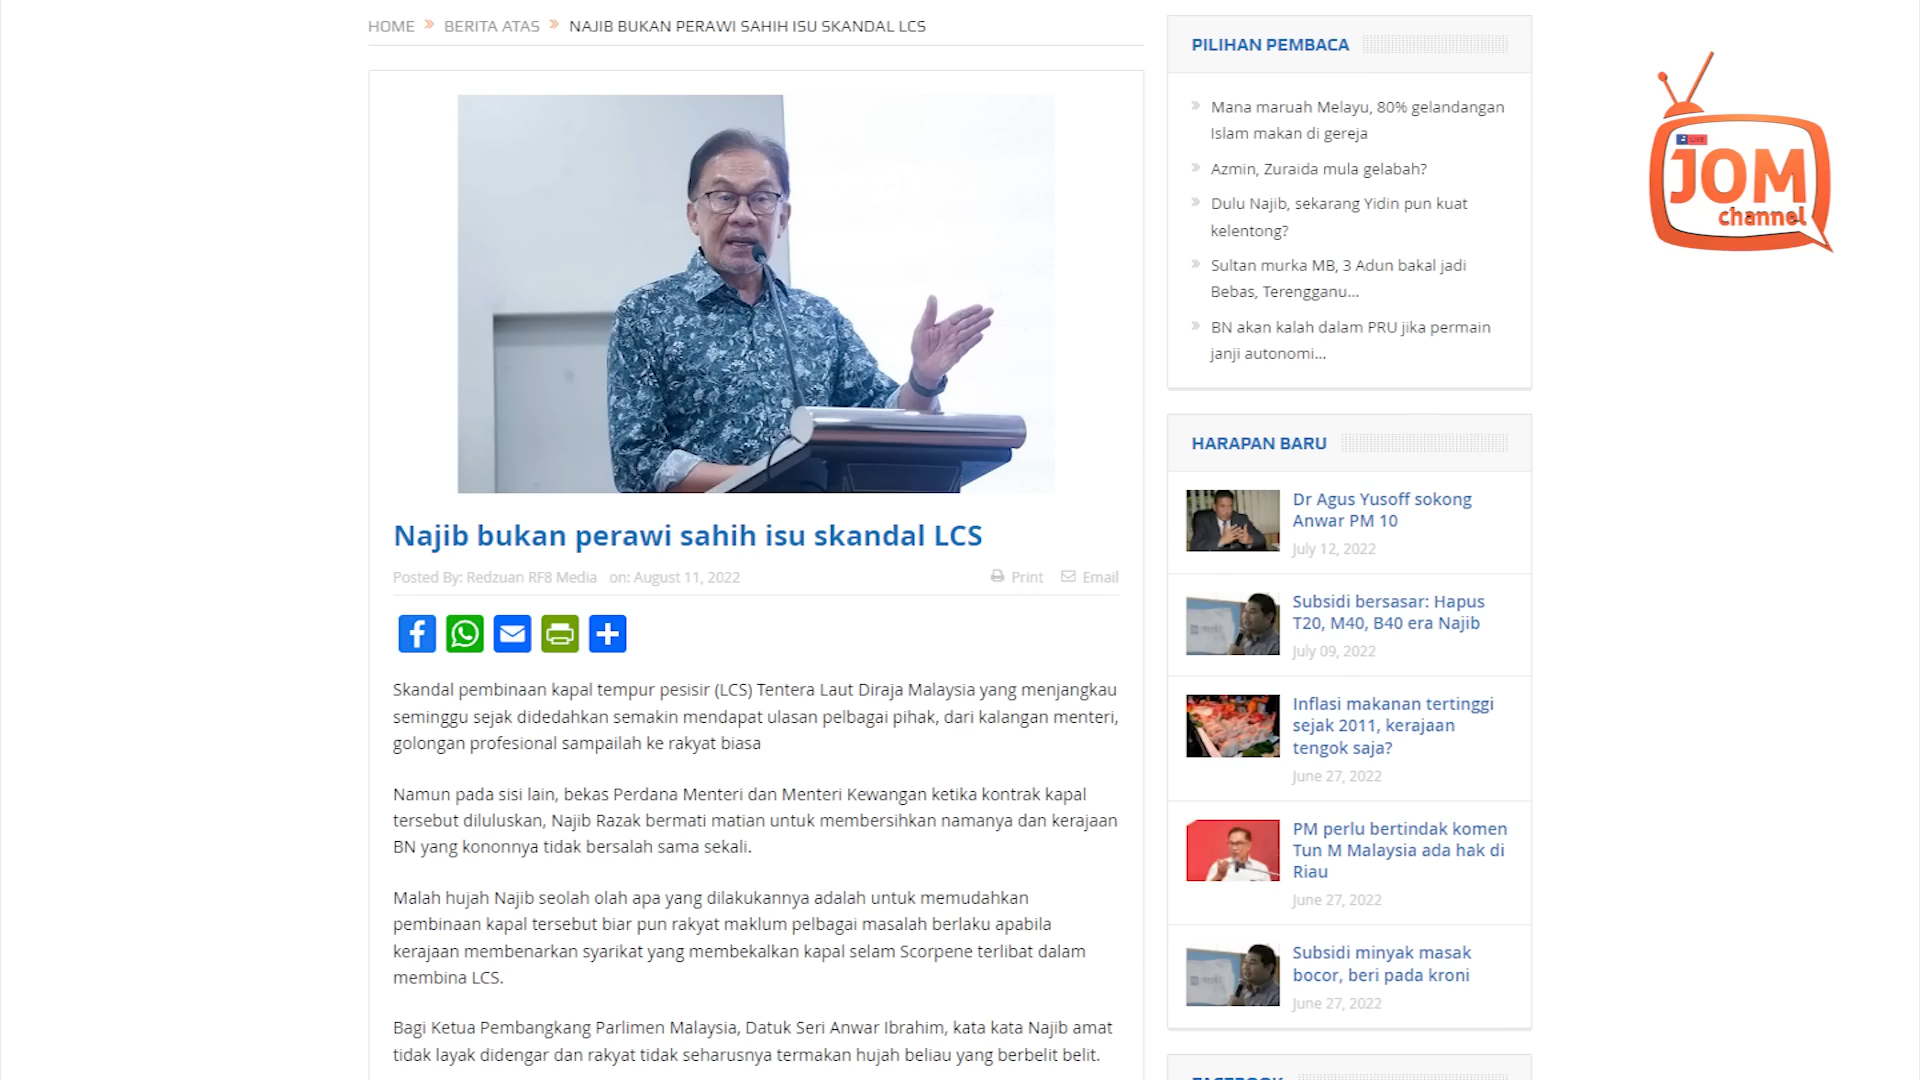 HOME » BERITA ATAS » NAJIB BUKAN PERAWI SAHIH ISU SKANDAL LCS
Najib bukan perawi sahih isu skandal LCS
Posted By: Redzuan RF8 Media on: August 11, 2022
Print Email
Skandal pembinaan kapal tempur pesisir (LCS) Tentera Laut Diraja Malaysia yang menjangkau
seminggu sejak didedahkan semakin mendapat ulasan pelbagai pihak, dari kalangan menteri,
golongan profesional sampailah ke rakyat biasa
Namun pada sisi lain, bekas Perdana Menteri dan Menteri Kewangan ketika kontrak kapal
tersebut diluluskan, Najib Razak bermati matian untuk membersihkan namanya dan kerajaan
BN yang kononnya tidak bersalah sama sekali.
Malah hujah Najib seolah olah apa yang dilakukannya adalah untuk memudahkan
pembinaan kapal tersebut biar pun rakyat maklum pelbagai masalah berlaku apabila
kerajaan membenarkan syarikat yang membekalkan kapal selam Scorpene terlibat dalam
membina LCS.
Bagi Ketua Pembangkang Parlimen Malaysia, Datuk Seri Anwar Ibrahim, kata kata Najib amat
tidak layak didengar dan rakyat tidak seharusnya termakan hujah beliau yang berbelit belit.
PILIHAN PEMBACA
Mana maruah Melayu, 80% gelandangan
Islam makan di gereja
Azmin, Zuraida mula gelabah?
Dulu Najib, sekarang Yidin pun kuat
kelentong?
Sultan murka MB, 3 Adun bakal jadi
Bebas, Terengganu...
BN akan kalah dalam PRU jika permain
janji autonomi...
HARAPAN BARU
Dr Agus Yusoff sokong
Anwar PM 10
July 12, 2022
Subsidi bersasar: Hapus
T20, M40, B40 era Najib
July 09, 2022
Inflasi makanan tertinggi
sejak 2011, kerajaan
tengok saja?
June 27, 2022
PM perlu bertindak komen
Tun M Malaysia ada hak di
Riau
June 27, 2022
Subsidi minyak masak
bocor, beri pada kroni
June 27, 2022
FACEBOOK
LIVE
JOM
channel